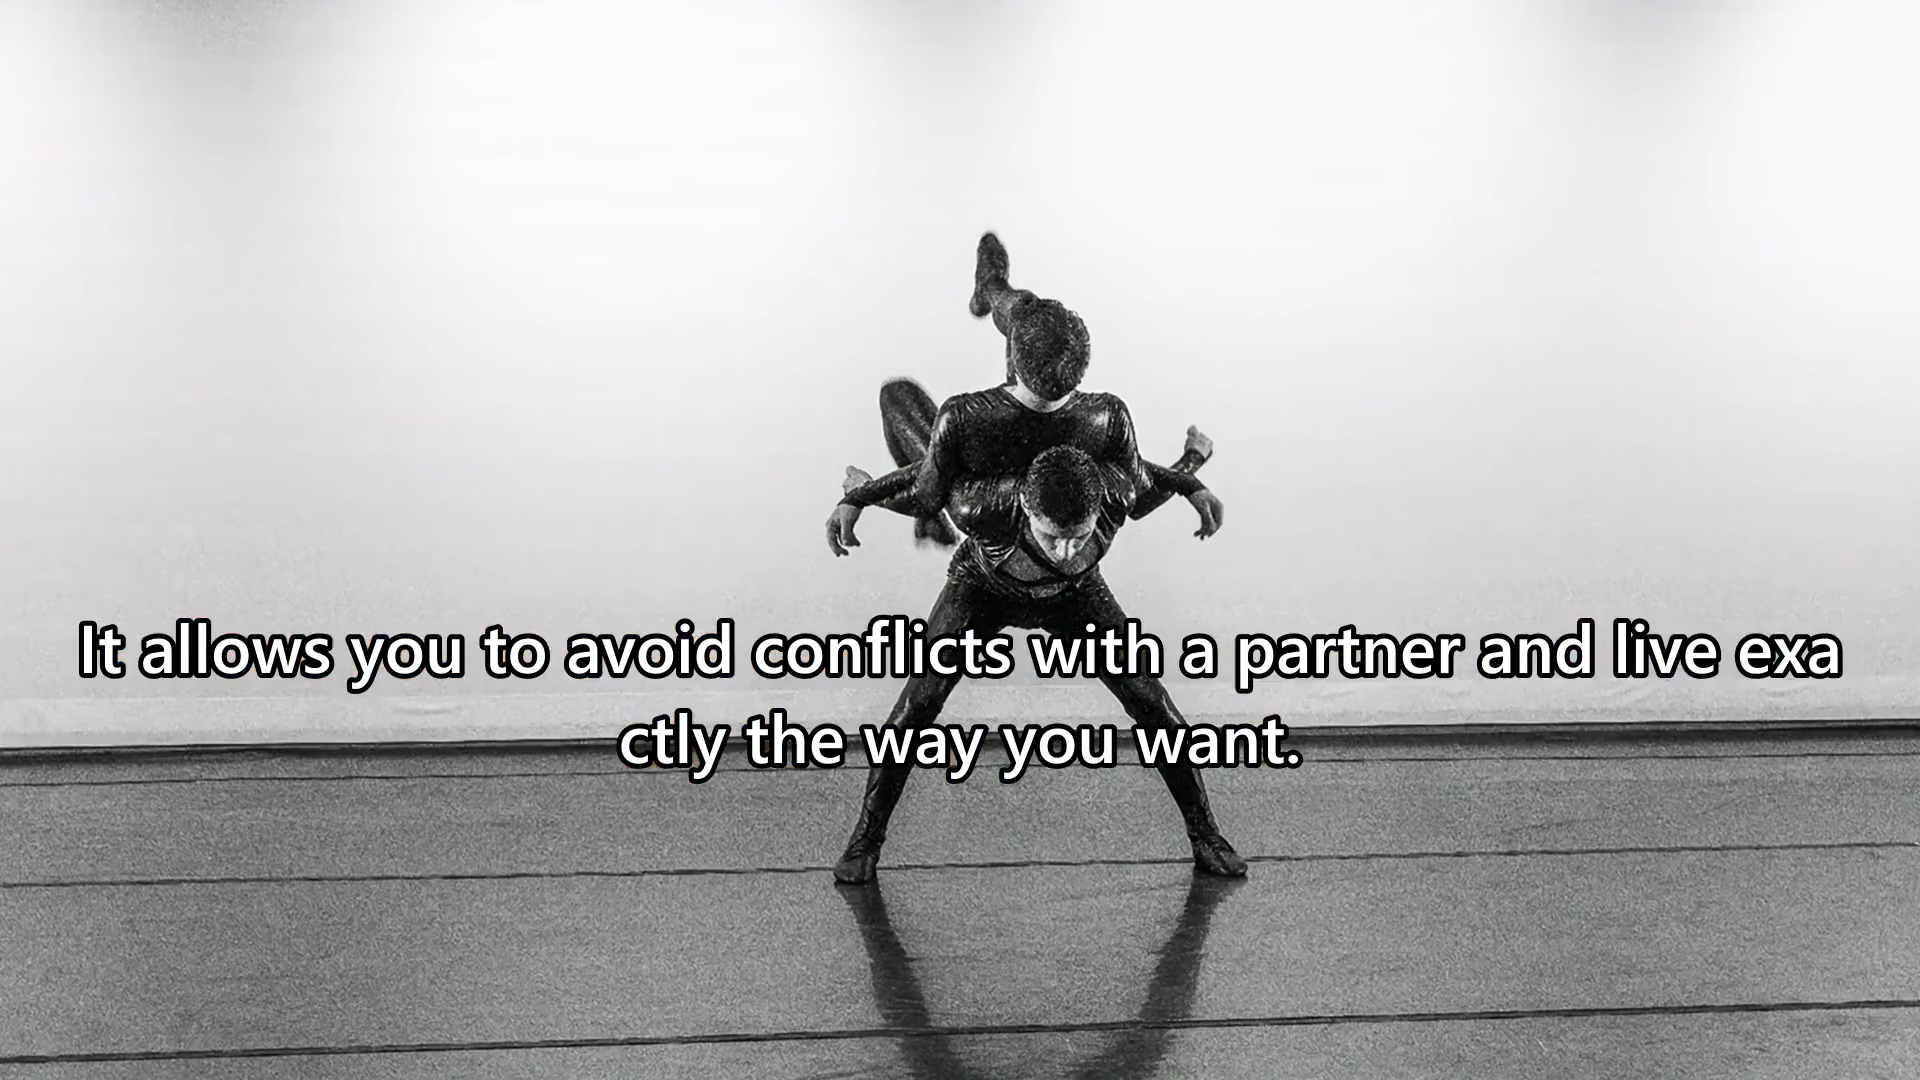 It allows you to avoid conflicts with a partner and live exa
ctly the way you want.